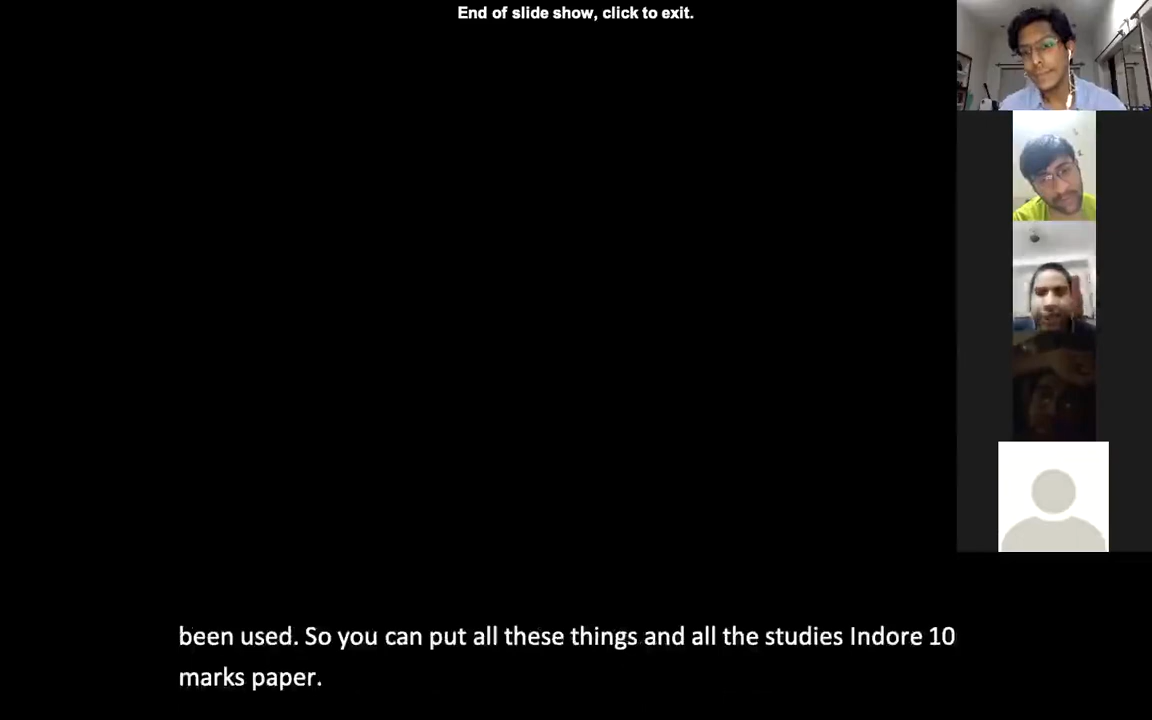 End of slide show, click to exit.
been used. So you can put all these things and all the studies Indore 10
marks paper.